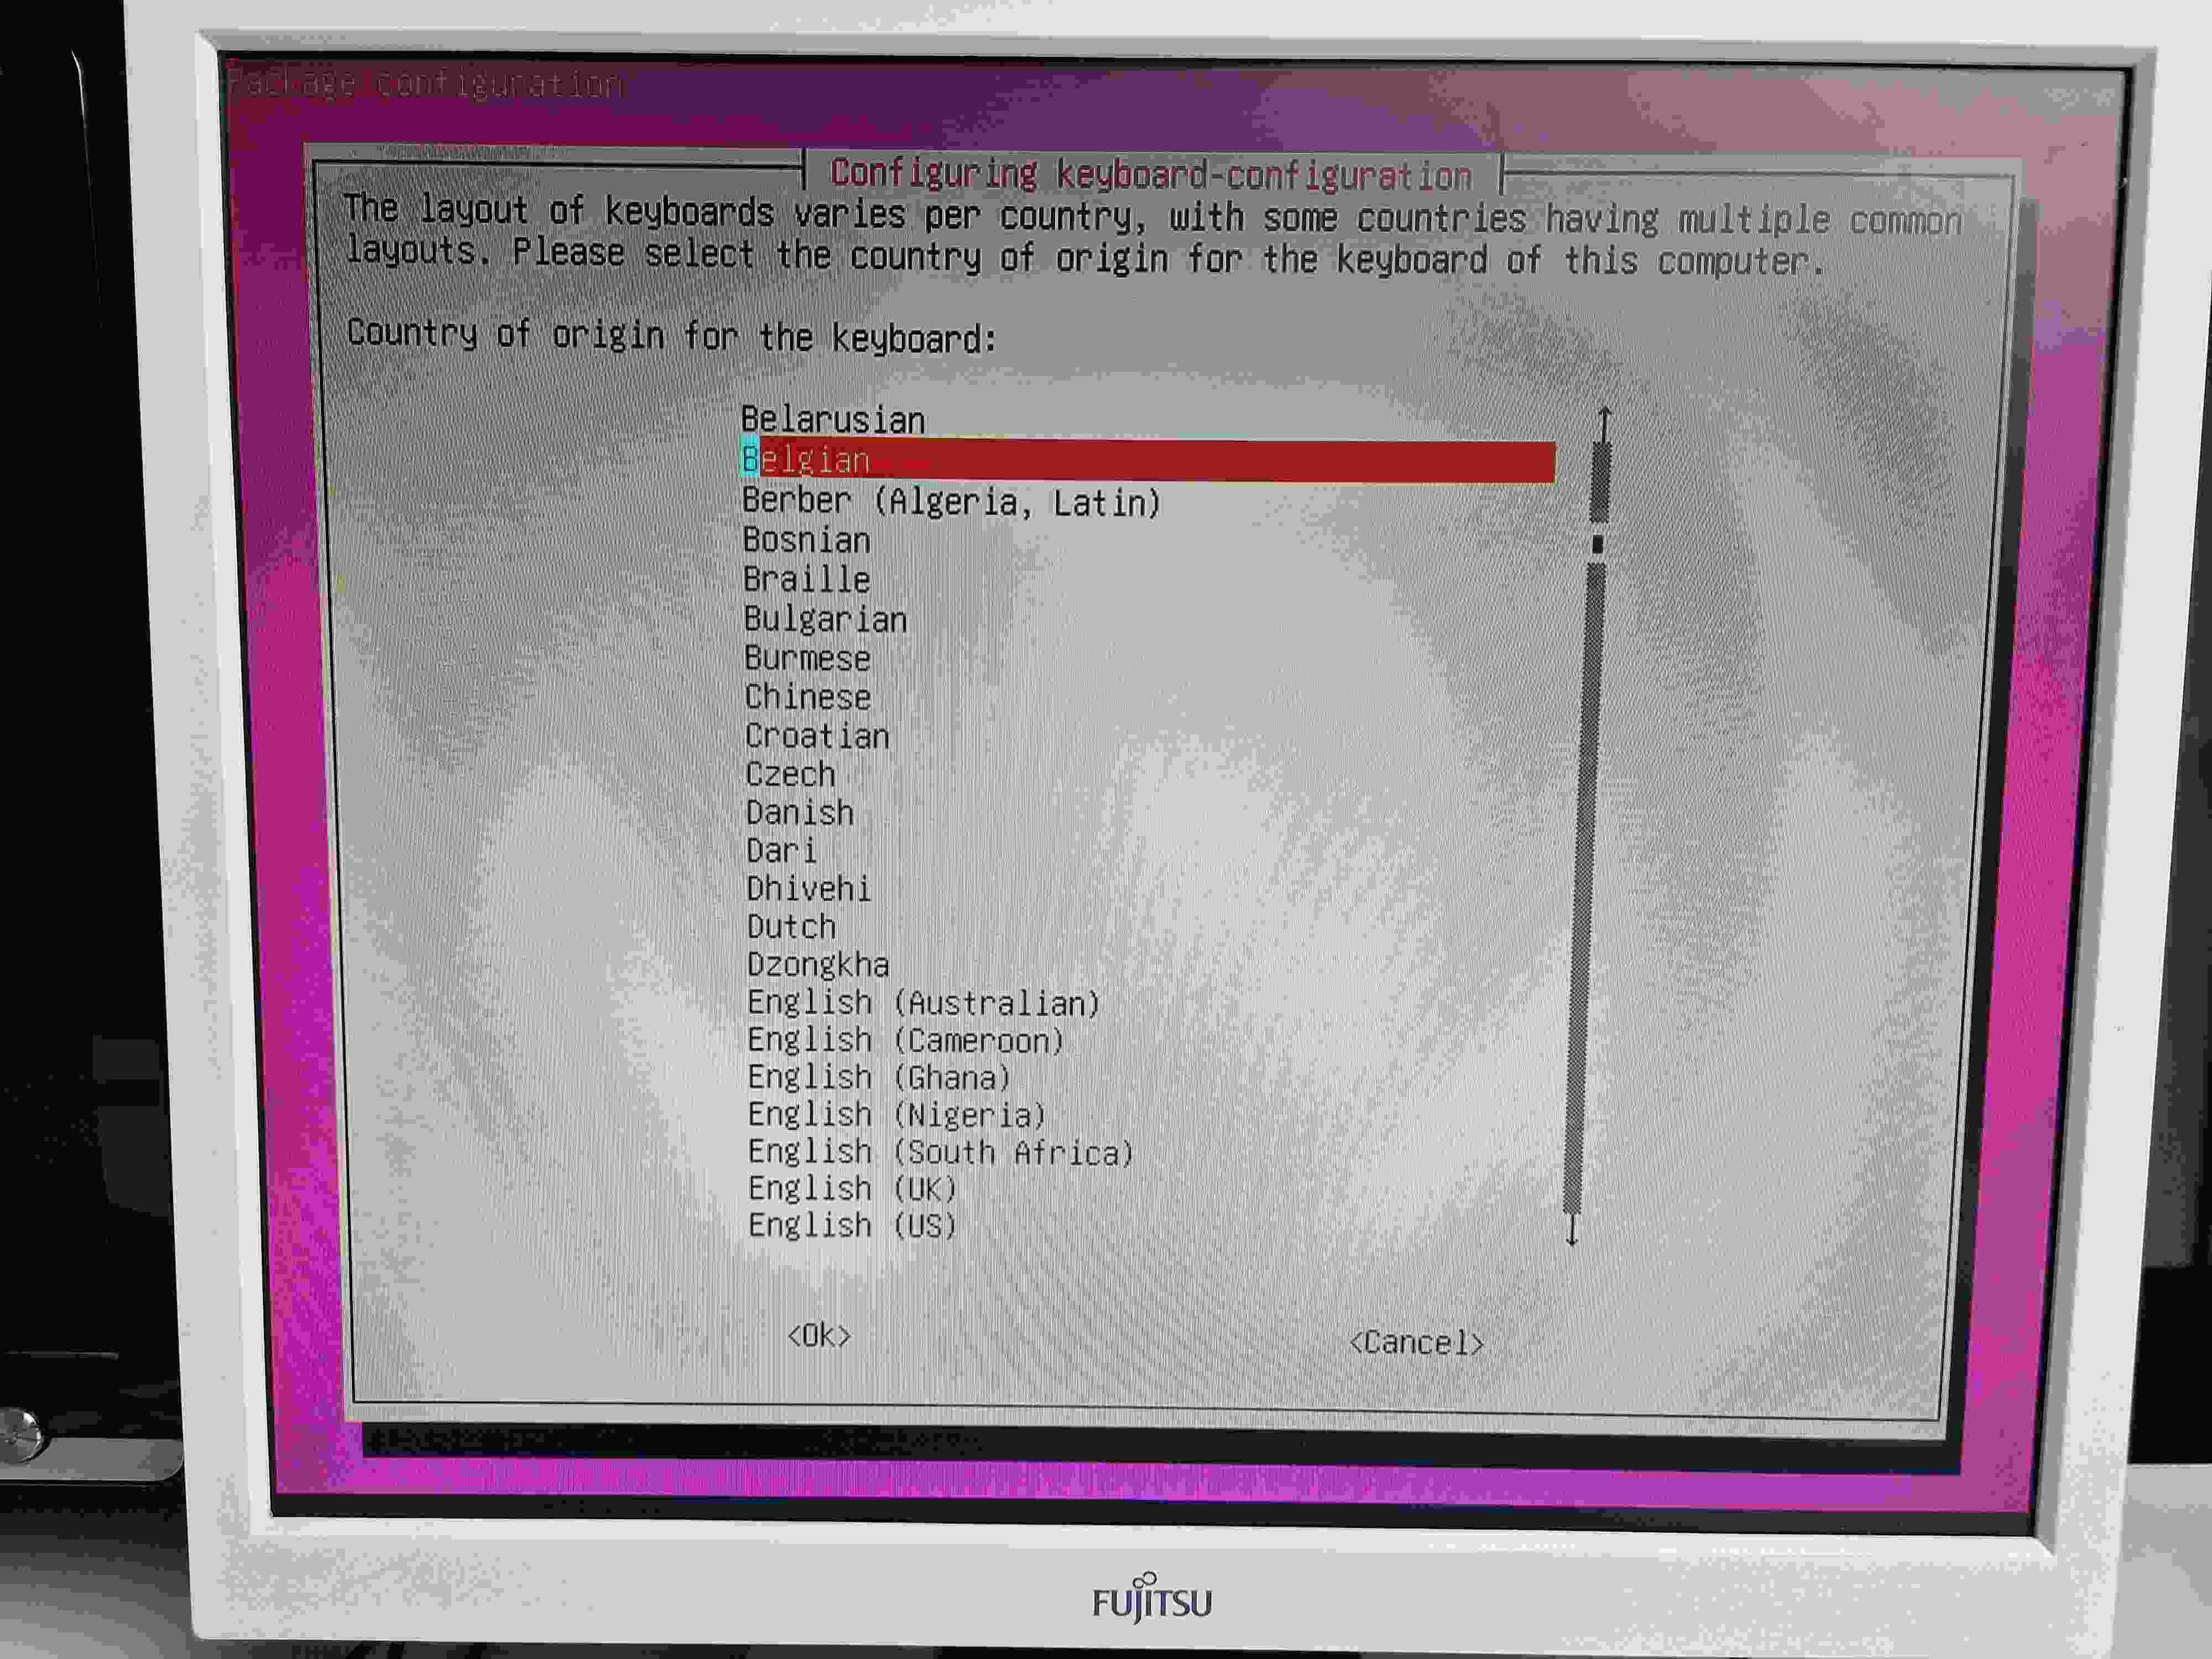 Package configuration
Configuring keyboard-configuration
The layout of keyboards varies per country, with some countries having multiple common
layouts. Please select the country of origin for the keyboard of this computer.
Country of origin for the keyboard:
Belarusian
Belgian
Berber (Algeria, Latin)
Bosnian
Braille
Bulgarian
Burmese
Chinese
Croatian
Czech
Danish
Dari
Dhivehi
Dutch
Dzongkha
English (Australian)
English (Cameroon)
English (Ghana)
English (Nigeria)
English (South Africa)
English (UK)
English (US)
<Ok> <Cancel>
FUJITSU